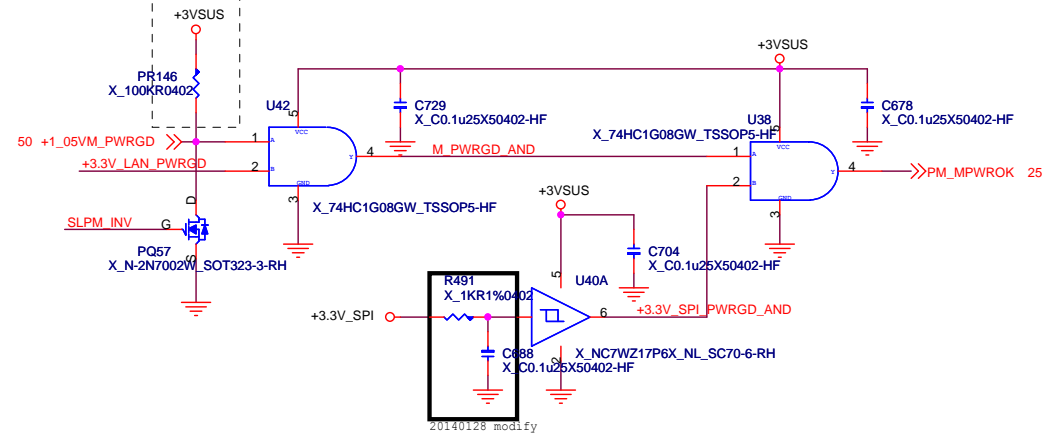 +3VSUS
PR146
X_100KR0402
50 +1_05VM_PWRGD
+3.3V_LAN_PWRGD
SLPM_INV
D
G
S
PQ57
X_N-2N7002W_SOT323-3-RH
U42
5
VCC
1
A
2
B
Y
4
GND
3
X_74HC1G08GW_TSSOP5-HF
C729
X_C0.1u25X50402-HF
M_PWRGD_AND
+3VSUS
U38
X_74HC1G08GW_TSSOP5-HF
5
VCC
1
A
2
B
Y
4
GND
3
C678
X_C0.1u25X50402-HF
PM_MPWROK 25
+3VSUS
C704
X_C0.1u25X50402-HF
5
U40A
6
+3.3V_SPI_PWRGD_AND
2
X_NC7WZ17P6X_NL_SC70-6-RH
+3.3V_SPI
R491
X_1KR1%0402
C688
X_C0.1u25X50402-HF
20140128 modify